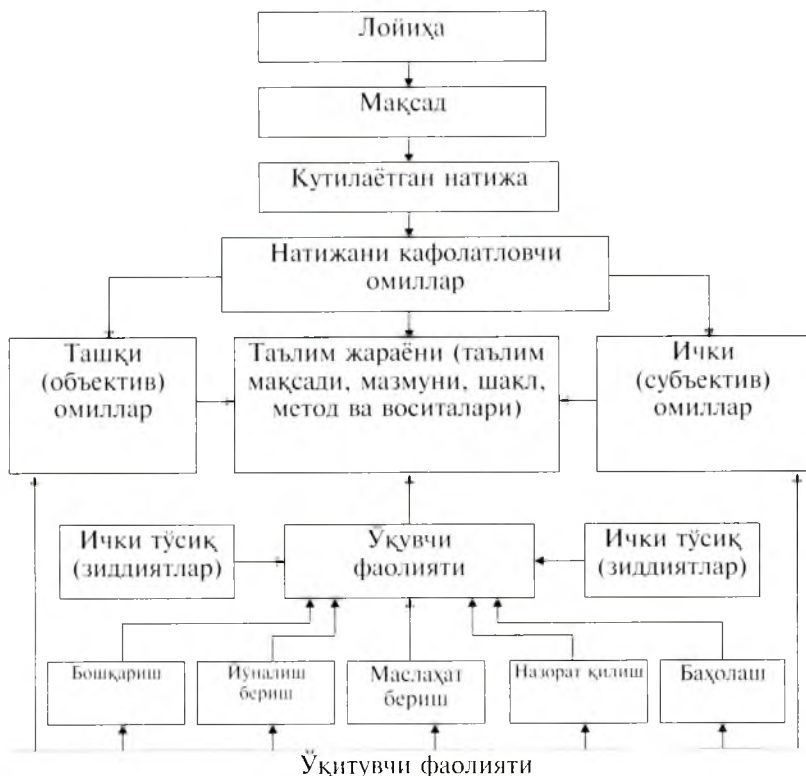 Лойиҳа
Мақсад
Кутилаётган натижа
Натижани кафолатловчи
омиллар
Ташқи
(объектив)
омиллар
Таълим жараёни (таълим
мақсади, мазмуни, шакл,
метод ва воситалари)
Ички
(субъектив)
омиллар
Ички тўсиқ
(зиддиятлар)
Ўқувчи
фаолияти
Ички тўсиқ
(зиддиятлар)
Бошқариш
Йўналиш
бериш
Маслаҳат
бериш
Назорат қилиш
Баҳолаш
Ўқитувчи фаолияти